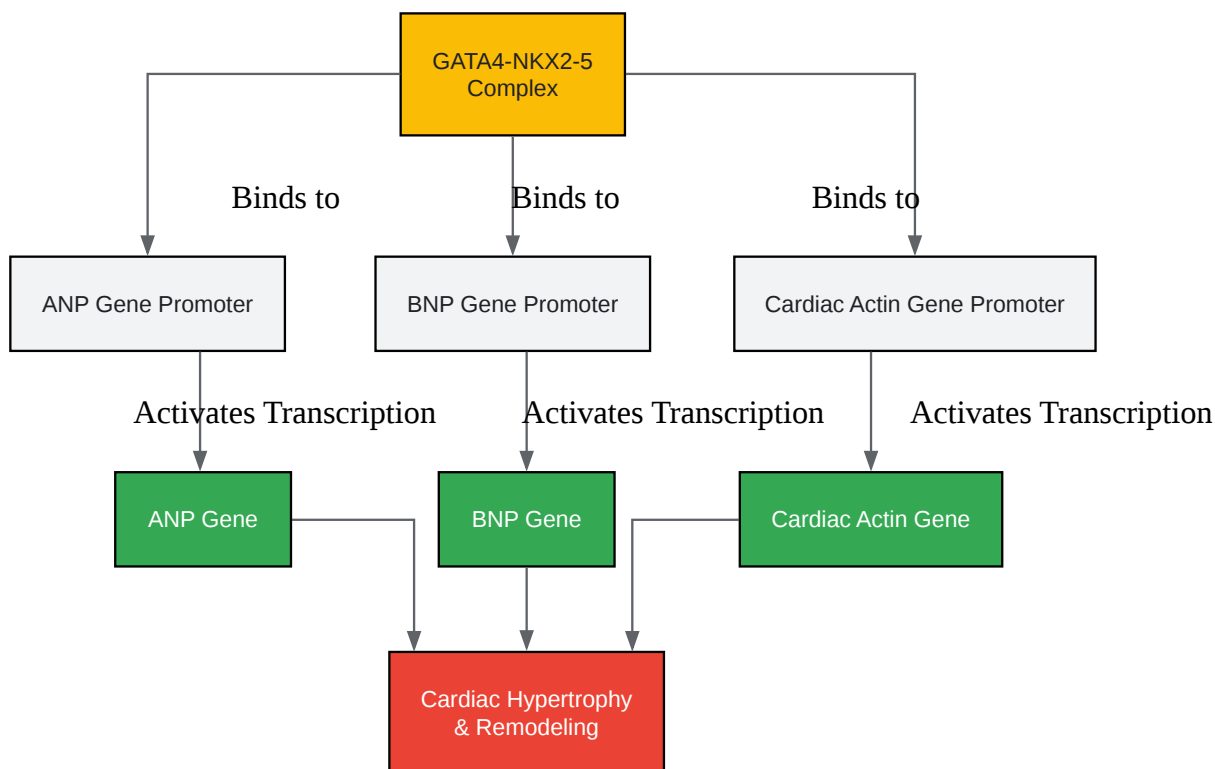 GATA4-NKX2-5
Complex
Binds to
Binds to
Binds to
ANP Gene Promoter
BNP Gene Promoter
Cardiac Actin Gene Promoter
Activates Transcription
Activates Transcription
Activates Transcription
ANP Gene
BNP Gene
Cardiac Actin Gene
Cardiac Hypertrophy
& Remodeling